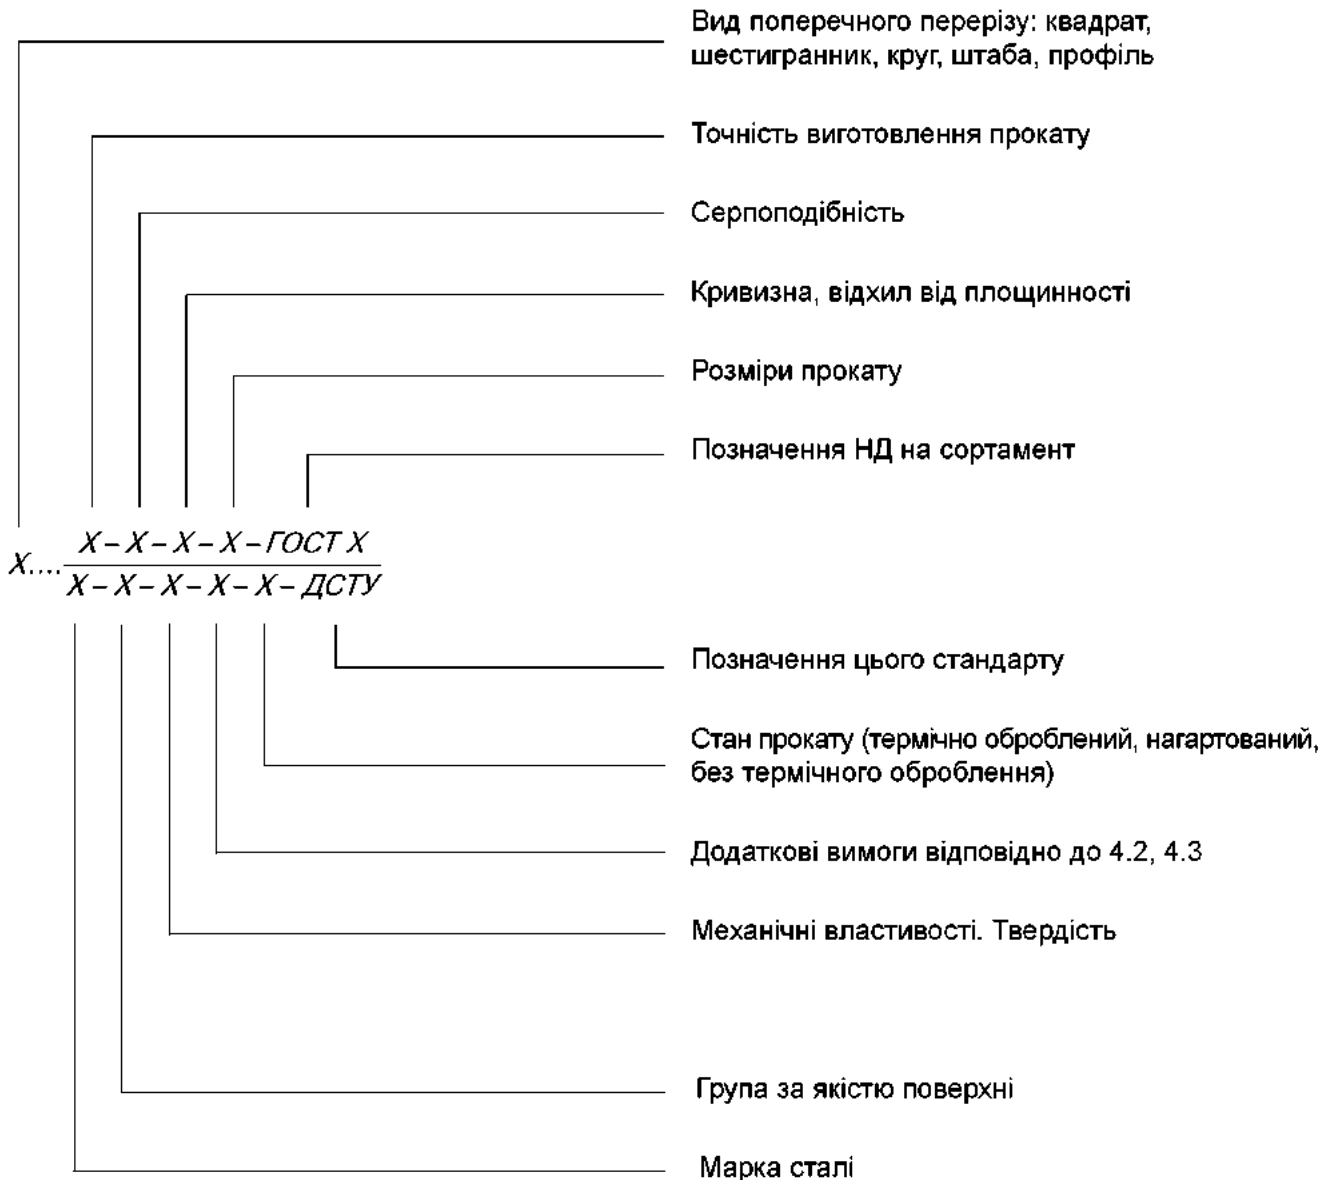 Вид поперечного перерізу: квадрат,
шестигранник, круг, штаба, профіль
Точність виготовлення прокату
Серпоподібність
Кривизна, відхил від площинності
Розміри прокату
Позначення НД на сортамент
X – X – X – X – ГОСТ X
X....
X – X – X – X – X – ДСТУ
Позначення цього стандарту
Стан прокату (термічно оброблений, нагартований,
без термічного оброблення)
Додаткові вимоги відповідно до 4.2, 4.3
Механічні властивості. Твердість
Група за якістю поверхні
Марка сталі